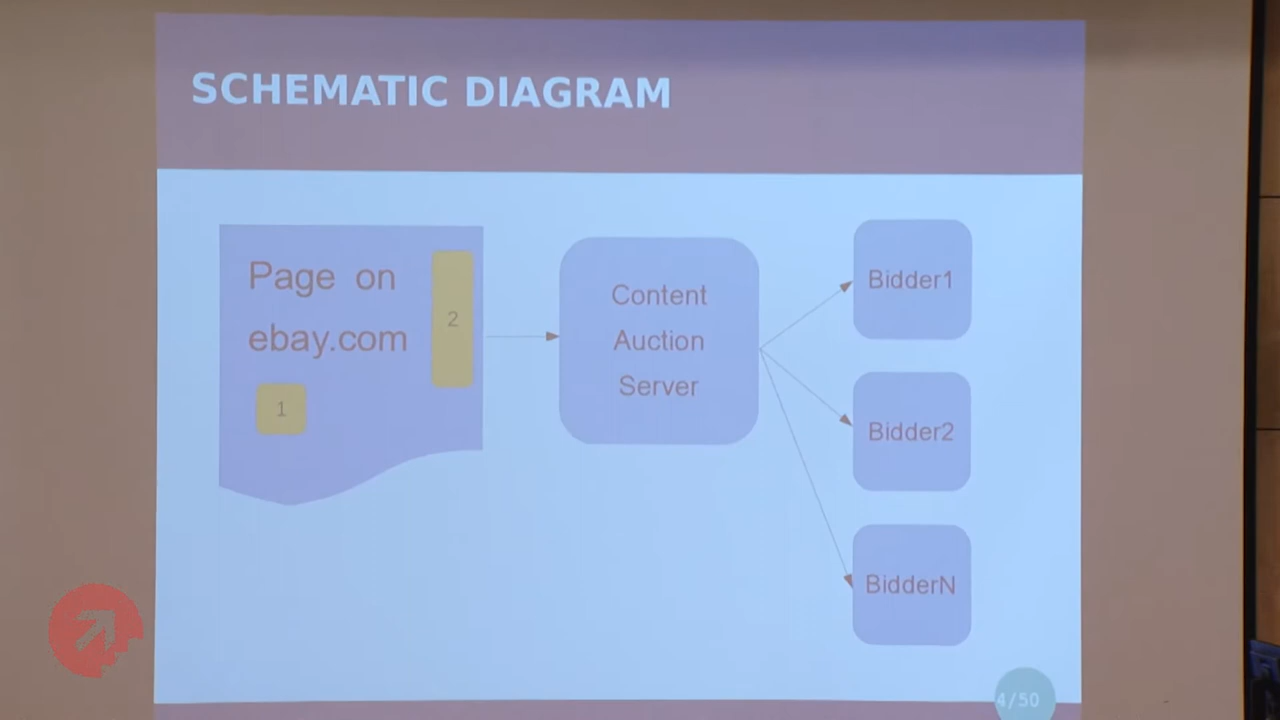 SCHEMATIC DIAGRAM
Page on
ebay.com
1
2
Content
Auction
Server
Bidder1
Bidder2
BidderN
4/50